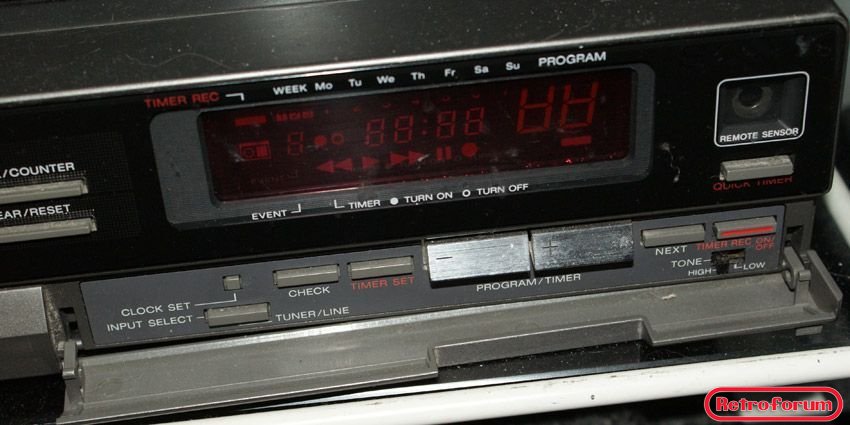 WEEK Mo Tu We Th Fr Sa Su PROGRAM
TIMER REC
REMOTE SENSOR
/COUNTER
QUICK TIMER
EVENT
EAR/RESET
EVENT TIMER ● TURN ON O TURN OFF
NEXT TIMER REC ON/OFF
TONE
HIGH LOW
- +
PROGRAM/TIMER
CHECK TIMER SET
CLOCK SET
INPUT SELECT TUNER/LINE
RetroForum